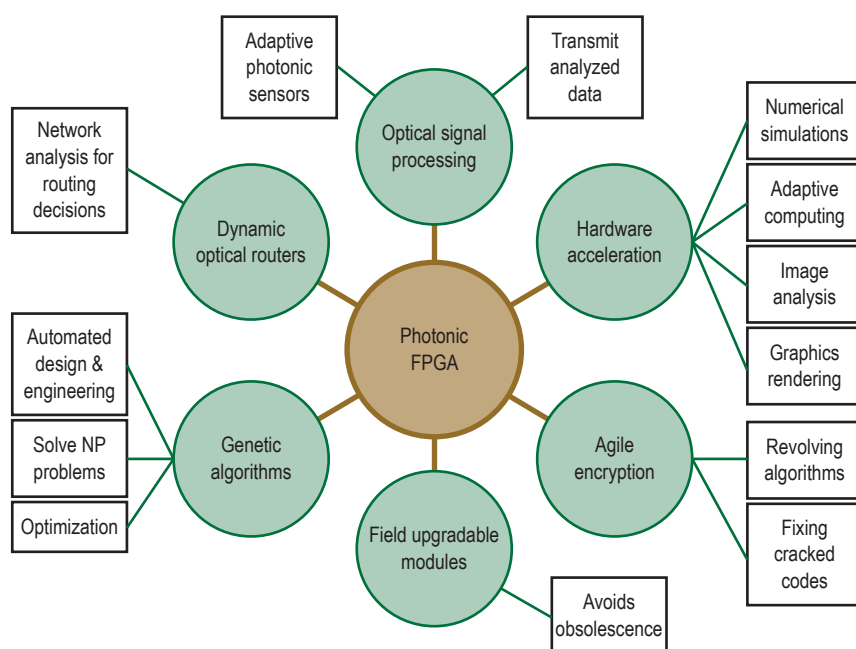 Adaptive
photonic
sensors
Transmit
analyzed
data
Optical signal
processing
Network
analysis for
routing
decisions
Dynamic
optical routers
Hardware
acceleration
Numerical
simulations
Adaptive
computing
Image
analysis
Graphics
rendering
Photonic
FPGA
Automated
design &
engineering
Solve NP
problems
Optimization
Genetic
algorithms
Agile
encryption
Revolving
algorithms
Fixing
cracked
codes
Field upgradable
modules
Avoids
obsolescence